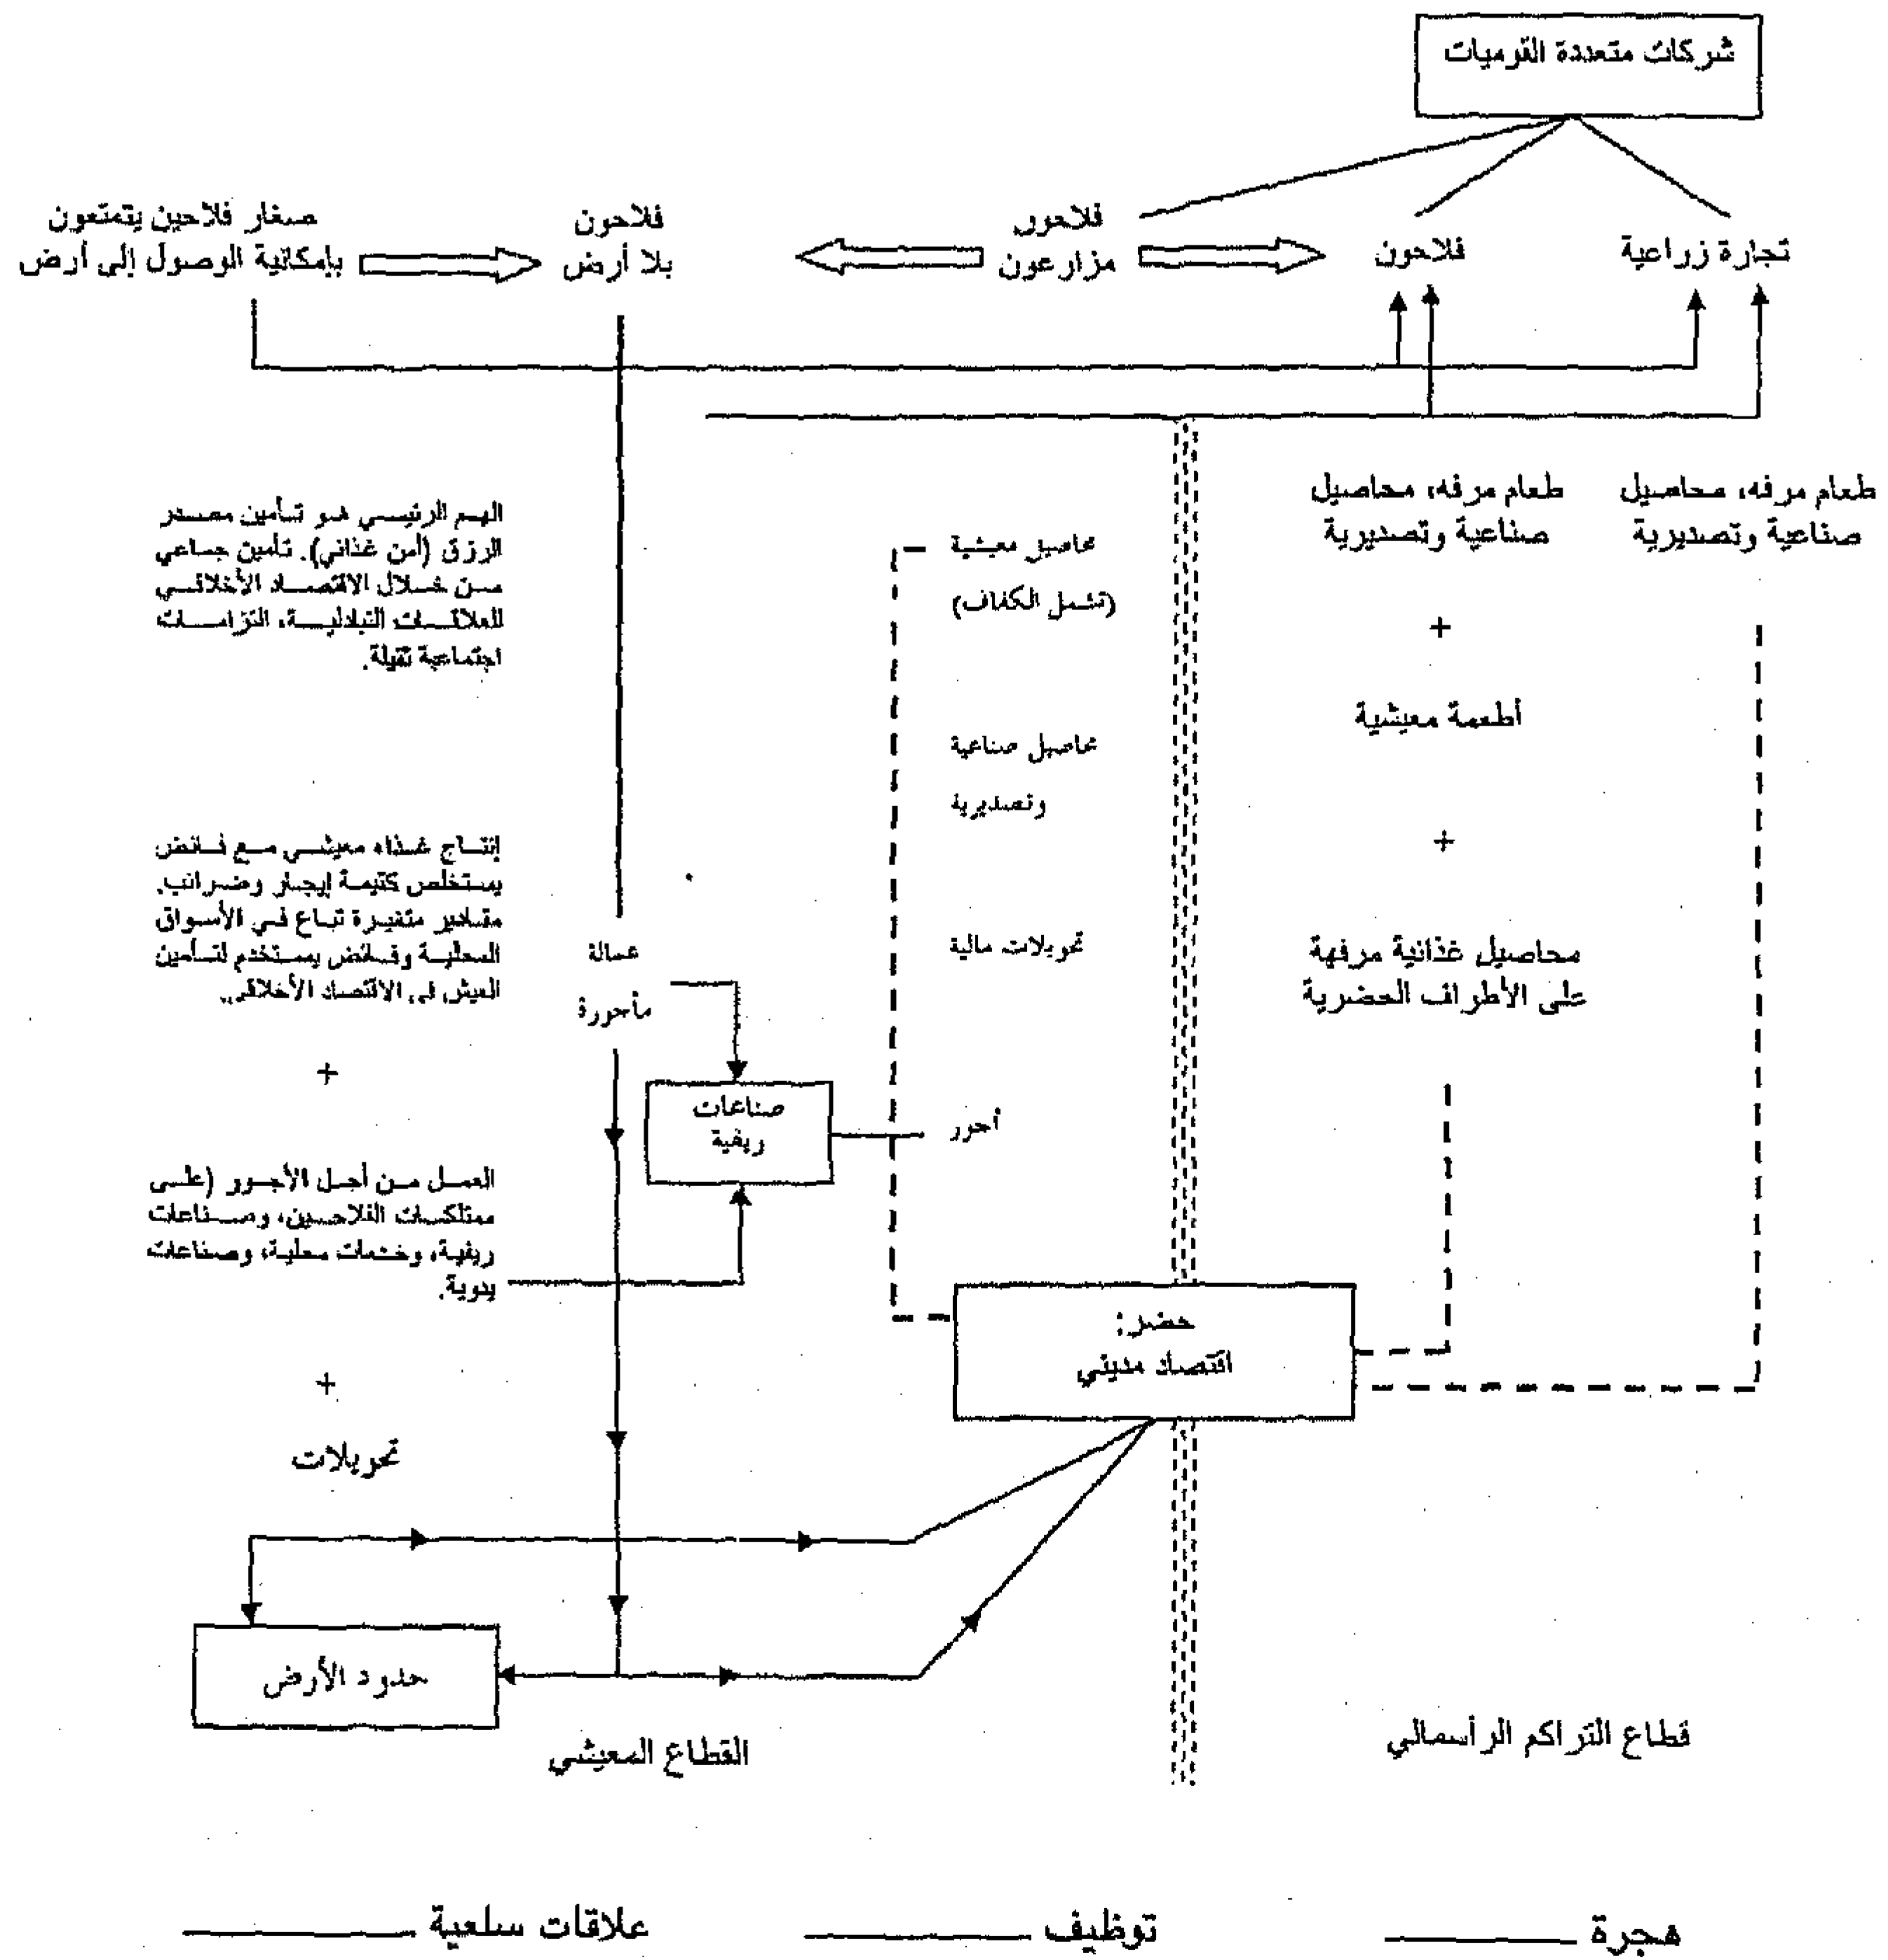 شركات متعددة القوميات
تجارة زراعية
فلاحون
فلاحون
مزارعون
فلاحون
بلا أرض
صغار فلاحين يتمتعون
بإمكانية الوصول إلى أرض
طعام مرفه، محاصيل
صناعية وتصديرية
طعام مرفه، محاصيل
صناعية وتصديرية
+
أطعمة معيشية
+
محاصيل غذائية مرفهة
على الأطراف الحضرية
محاصيل معيشية
(تشمل الكفاف)
محاصيل صناعية
وتصديرية
تحويلات مالية
أجور
عمالة
مأجورة
صناعات
ريفية
الهم الرئيسي هو تأمين مصدر
الرزق (أمن غذائي). تأمين جماعي
من خلال الاقتصاد الأخلاقي
للعلاقات التبادلية، التزامات
اجتماعية ثقيلة.
إنتاج غذاء معيشي مع فائض
يستخلص كقيمة إيجار وضرائب.
مقادير متغيرة تباع في الأسواق
المحلية وفائض يستخدم لتأمين
العيش في الاقتصاد الأخلاقي.
+
العمل من أجل الأجور (على
ممتلكات الفلاحين، وصناعات
ريفية، وخدمات محلية، وصناعات
يدوية.
+
تحويلات
حضر:
اقتصاد مديني
حدود الأرض
القطاع المعيشي
قطاع التراكم الرأسمالي
هجرة
توظيف
علاقات سلعية